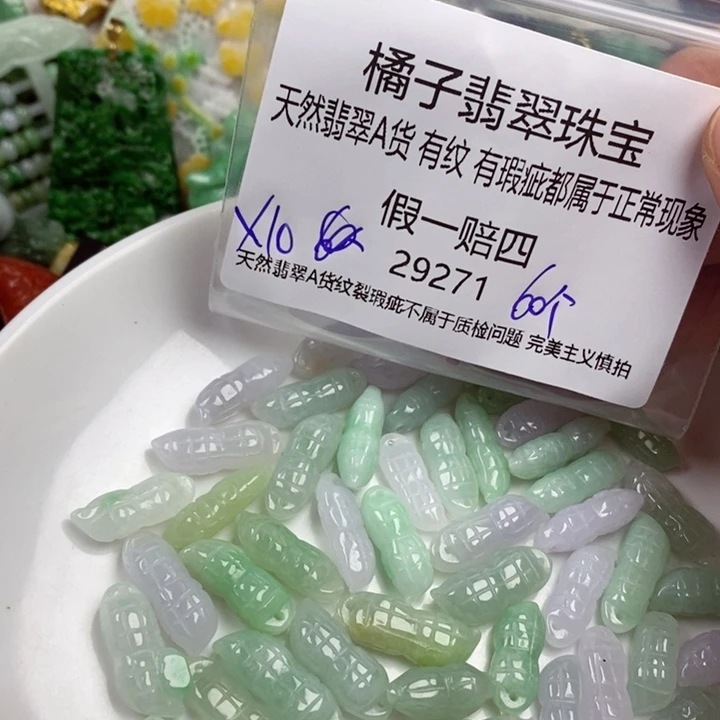 橘子翡翠珠宝
天然翡翠A货 有纹 有瑕疵都属于正常现象
假一赔四
X10
29271
60个
天然翡翠A货纹裂瑕疵不属于质检问题 完美主义慎拍